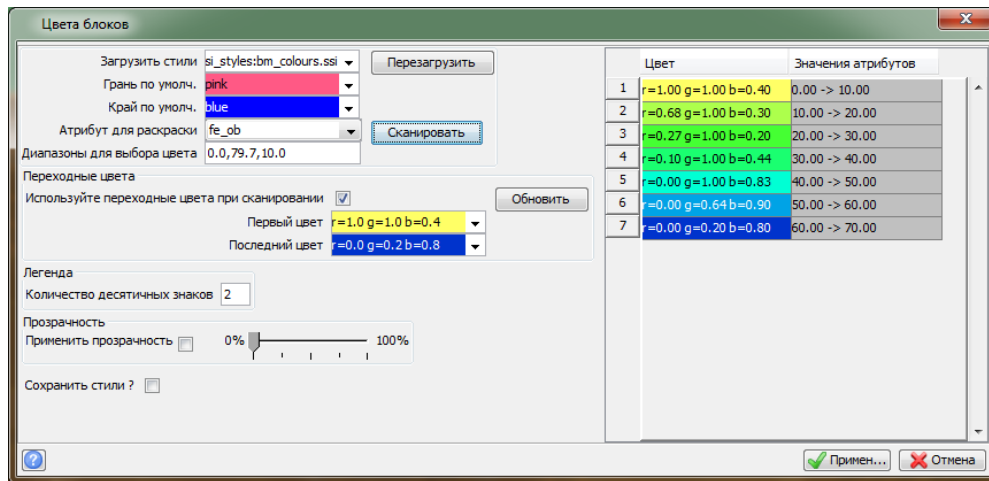 Цвета блоков
Загрузить стили si_styles:bm_colours.ssi Перезагрузить
Грань по умолч. pink
Край по умолч. blue
Атрибут для раскраски fe_ob Сканировать
Диапазоны для выбора цвета 0.0,79.7,10.0
Переходные цвета
Используйте переходные цвета при сканировании Обновить
Первый цвет r=1.0 g=1.0 b=0.4
Последний цвет r=0.0 g=0.2 b=0.8
Легенда
Количество десятичных знаков 2
Прозрачность
Применить прозрачность 0% 100%
Сохранить стили ?
Цвет Значения атрибутов
1 r=1.00 g=1.00 b=0.40 0.00 -> 10.00
2 r=0.68 g=1.00 b=0.30 10.00 -> 20.00
3 r=0.27 g=1.00 b=0.20 20.00 -> 30.00
4 r=0.10 g=1.00 b=0.44 30.00 -> 40.00
5 r=0.00 g=1.00 b=0.83 40.00 -> 50.00
6 r=0.00 g=0.64 b=0.90 50.00 -> 60.00
7 r=0.00 g=0.20 b=0.80 60.00 -> 70.00
? Примен... Отмена